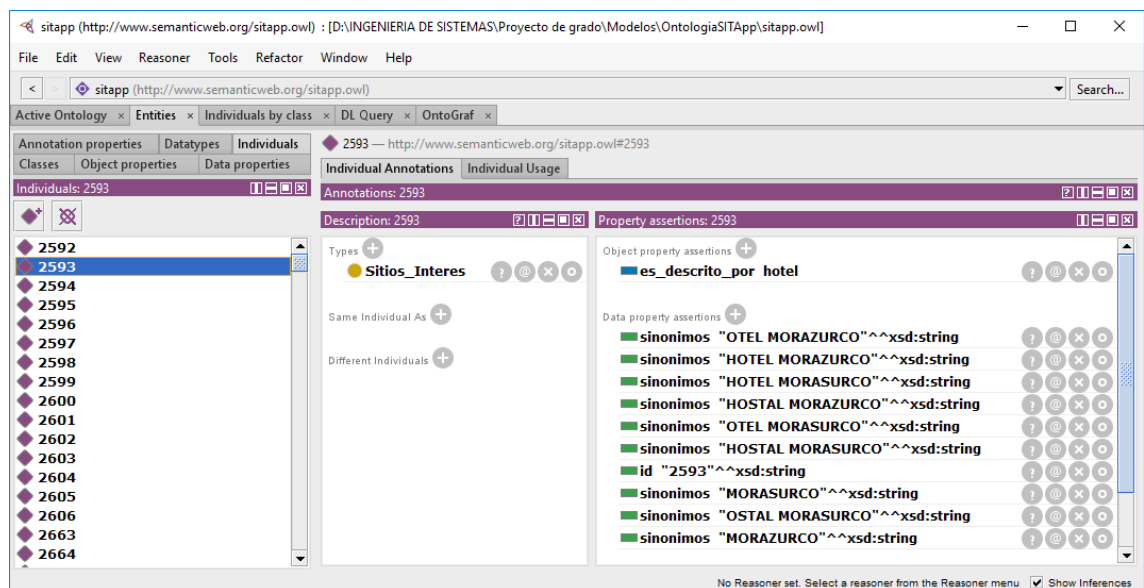 sitapp (http://www.semanticweb.org/sitapp.owl) : [D:\INGENIERIA DE SISTEMAS\Proyecto de grado\Modelos\OntologiaSITApp\sitapp.owl]
File Edit View Reasoner Tools Refactor Window Help
< > sitapp (http://www.semanticweb.org/sitapp.owl) Search...
Active Ontology × Entities × Individuals by class × DL Query × OntoGraf ×
Annotation properties Datatypes Individuals
Classes Object properties Data properties
Individuals: 2593
2592
2593
2594
2595
2596
2597
2598
2599
2600
2601
2602
2603
2604
2605
2606
2663
2664
2593 — http://www.semanticweb.org/sitapp.owl#2593
Individual Annotations Individual Usage
Annotations: 2593
Description: 2593
Types
Sitios_Interes
Same Individual As
Different Individuals
Property assertions: 2593
Object property assertions
es_descrito_por hotel
Data property assertions
sinonimos "OTEL MORAZURCO"^^xsd:string
sinonimos "HOTEL MORAZURCO"^^xsd:string
sinonimos "HOTEL MORASURCO"^^xsd:string
sinonimos "HOSTAL MORAZURCO"^^xsd:string
sinonimos "OTEL MORASURCO"^^xsd:string
sinonimos "HOSTAL MORASURCO"^^xsd:string
id "2593"^^xsd:string
sinonimos "MORASURCO"^^xsd:string
sinonimos "OSTAL MORASURCO"^^xsd:string
sinonimos "MORAZURCO"^^xsd:string
No Reasoner set. Select a reasoner from the Reasoner menu Show Inferences